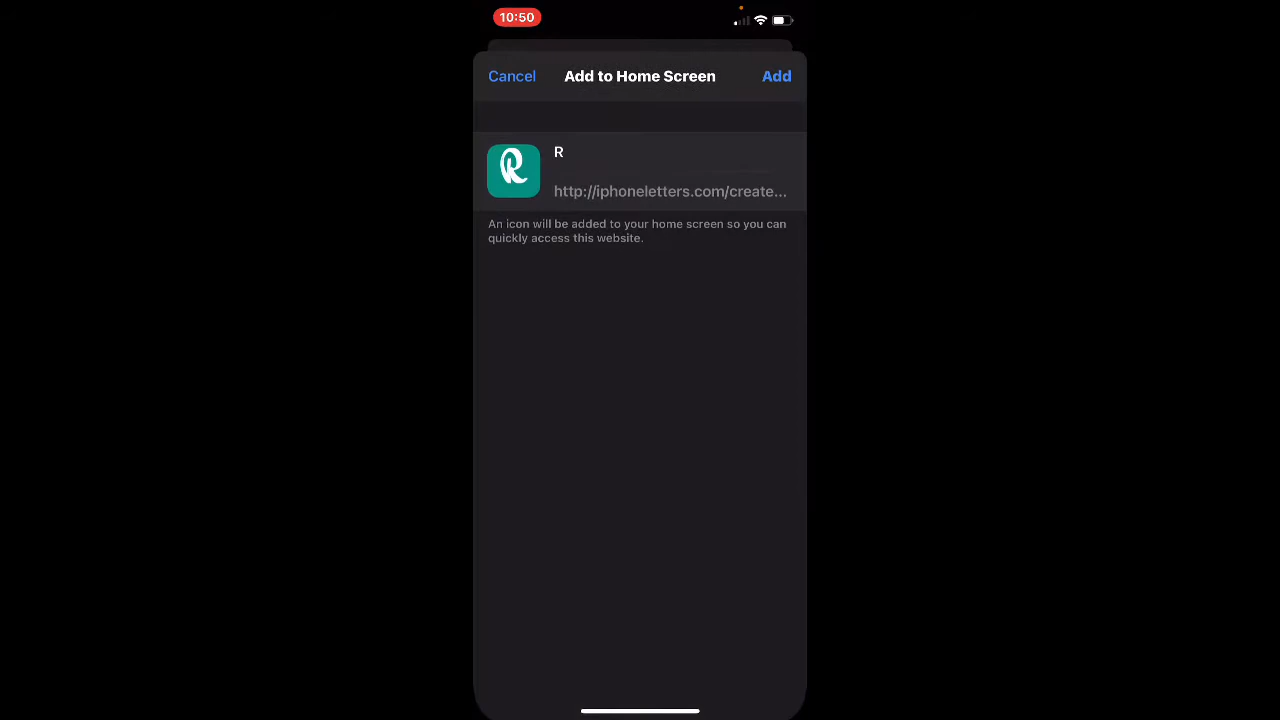 10:50
Cancel Add to Home Screen Add
R
R
http://iphoneletters.com/create...
An icon will be added to your home screen so you can
quickly access this website.